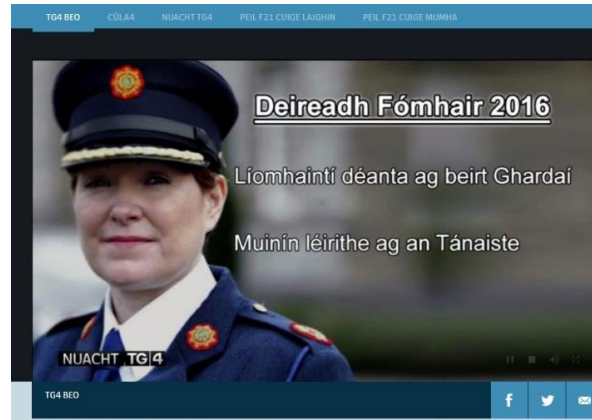 TG4 BEO CÚLA4 NUACHT TG4 PEIL F21 CUIGE LAIGHIN PEIL F21 CUIGE MUMHA
Deireadh Fómhair 2016
Líomhaintí déanta ag beirt Ghardaí
Muinín léirithe ag an Tánaiste
NUACHT TG4
TG4 BEO